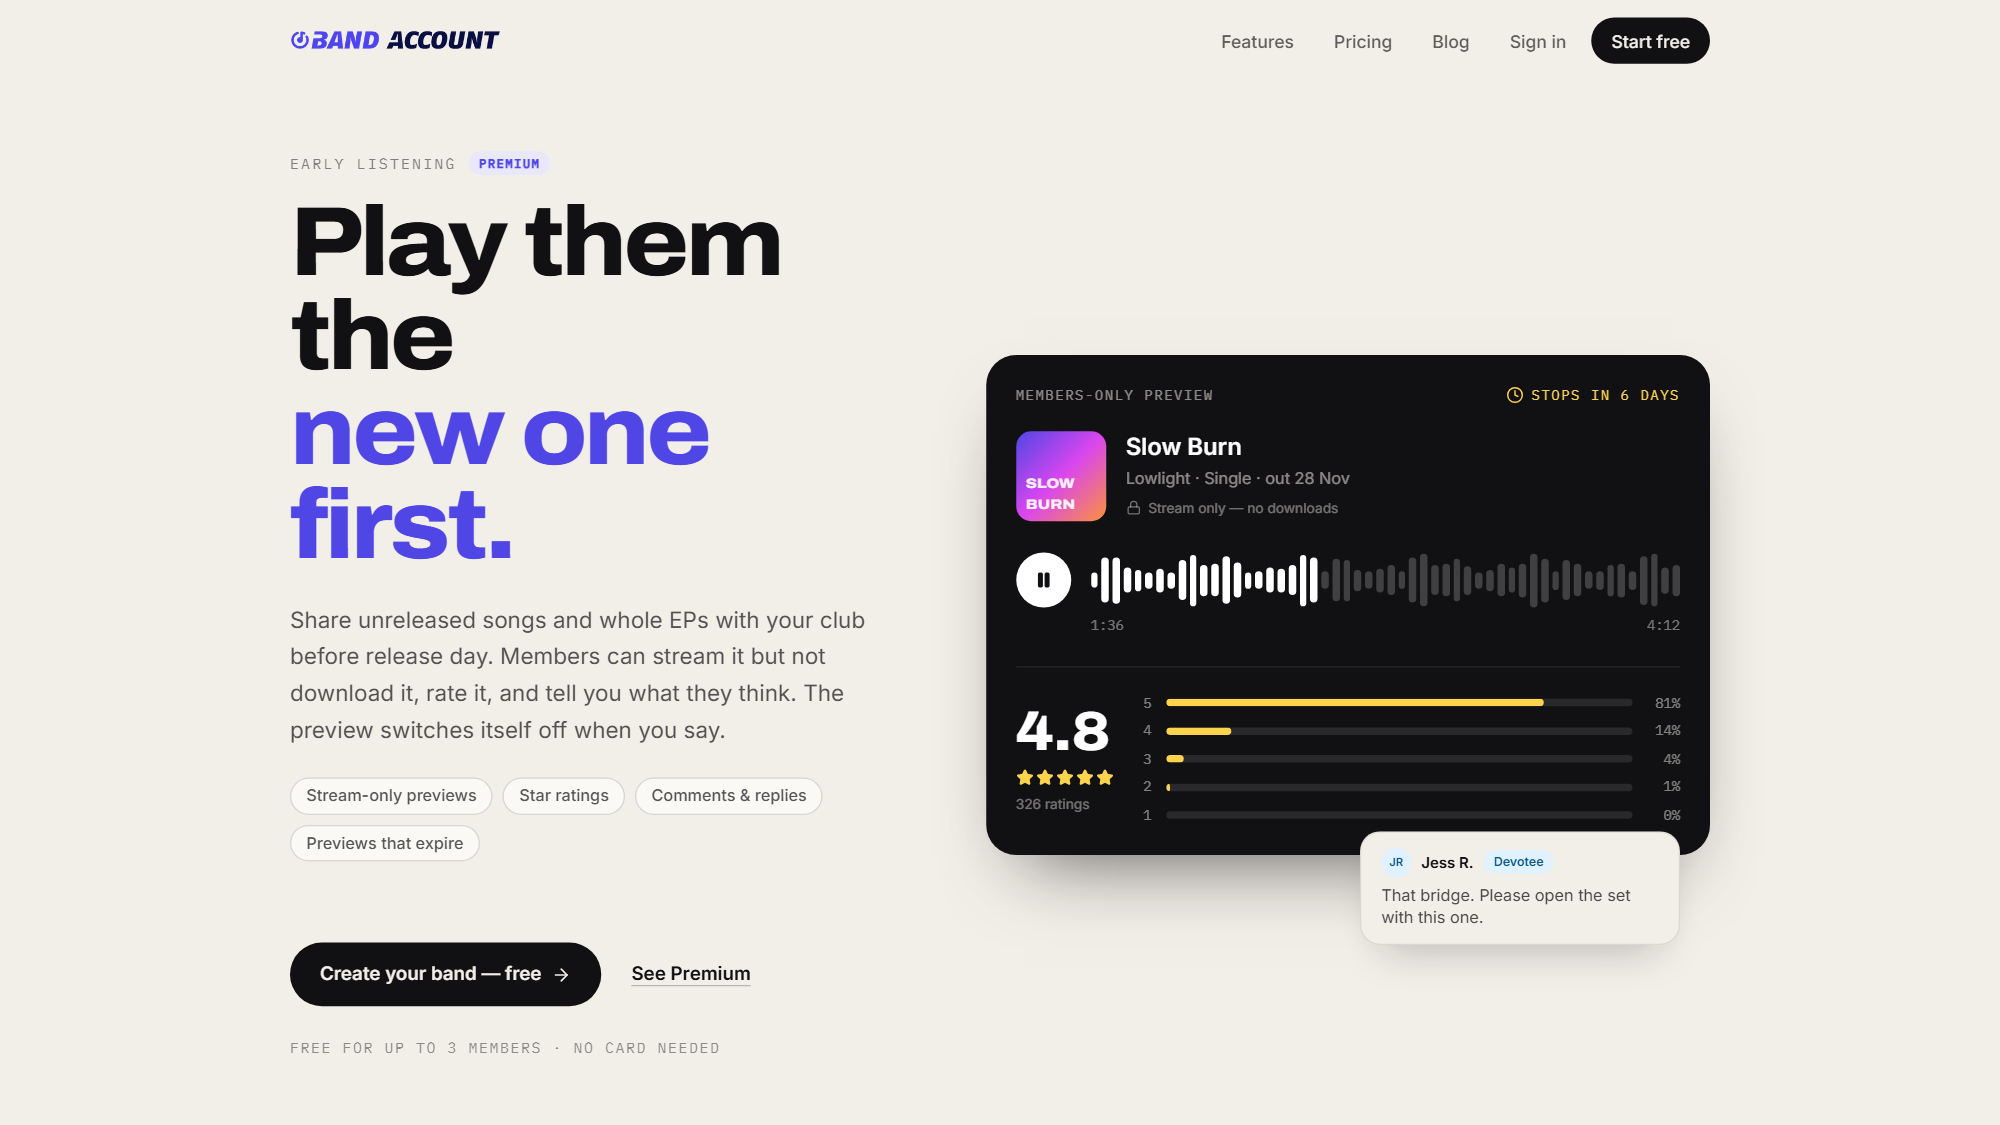 BAND ACCOUNT
Features
Pricing
Blog
Sign in
Start free
EARLY LISTENING
PREMIUM
Play them
the
new one
first.
Share unreleased songs and whole EPs with your club
before release day. Members can stream it but not
download it, rate it, and tell you what they think. The
preview switches itself off when you say.
Stream-only previews
Star ratings
Comments & replies
Previews that expire
Create your band — free →
See Premium
FREE FOR UP TO 3 MEMBERS · NO CARD NEEDED
MEMBERS-ONLY PREVIEW
STOPS IN 6 DAYS
SLOW
BURN
Slow Burn
Lowlight · Single · out 28 Nov
Stream only — no downloads
1:36
4:12
4.8
326 ratings
5 81%
4 14%
3 4%
2 1%
1 0%
JR
Jess R.
Devotee
That bridge. Please open the set
with this one.